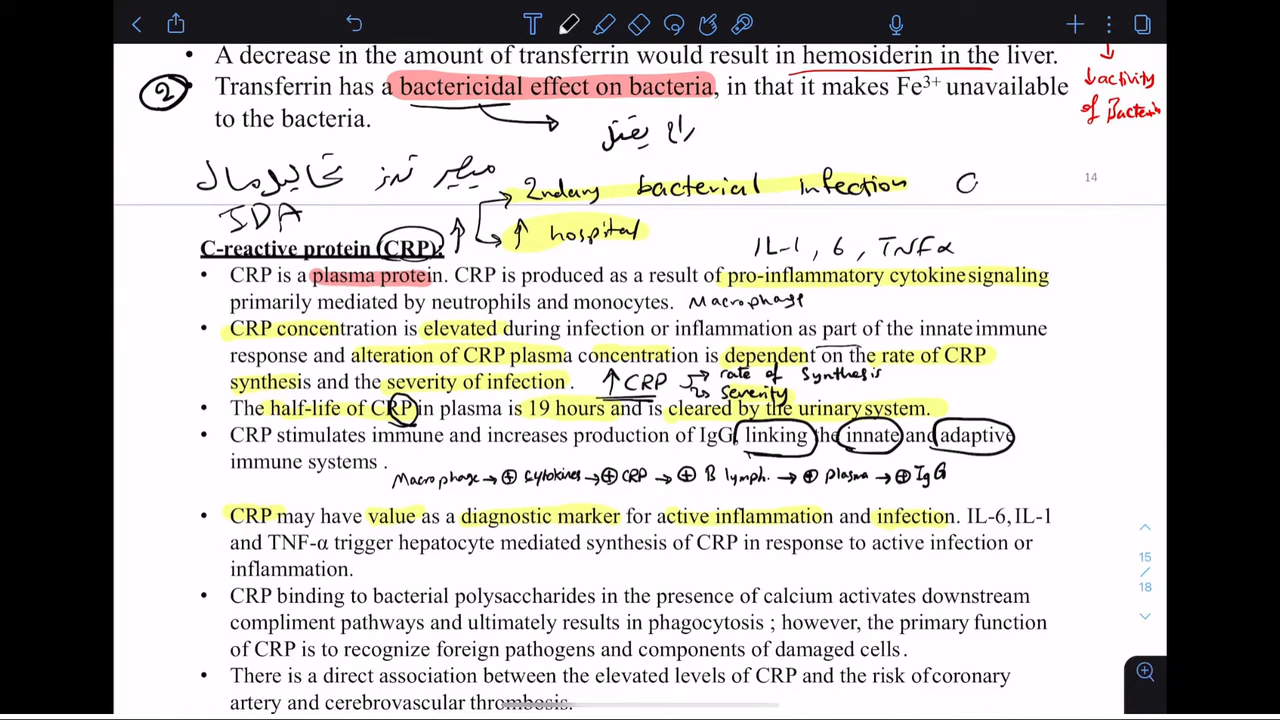 • A decrease in the amount of transferrin would result in hemosiderin in the liver.
↓activity
② Transferrin has a bactericidal effect on bacteria, in that it makes Fe³⁺ unavailable
of Bacteria
to the bacteria.
راح يقتل
ميصير تدز تحاليل مال
IDA
2ndary bacterial infection
14
↑ hospital
C-reactive protein (CRP): ↑
IL-1, 6, TNFα
• CRP is a plasma protein. CRP is produced as a result of pro-inflammatory cytokine signaling
primarily mediated by neutrophils and monocytes. Macrophage
• CRP concentration is elevated during infection or inflammation as part of the innate immune
response and alteration of CRP plasma concentration is dependent on the rate of CRP
synthesis and the severity of infection. ↑CRP → rate of Synthesis
→ Severity
• The half-life of CRP in plasma is 19 hours and is cleared by the urinary system.
• CRP stimulates immune and increases production of IgG, linking the innate and adaptive
immune systems .
Macrophage → ⊕ cytokines → ⊕ CRP → ⊕ B lymph. → ⊕ plasma → ⊕ IgG
• CRP may have value as a diagnostic marker for active inflammation and infection. IL-6, IL-1
and TNF-α trigger hepatocyte mediated synthesis of CRP in response to active infection or
inflammation.
15
/
18
• CRP binding to bacterial polysaccharides in the presence of calcium activates downstream
compliment pathways and ultimately results in phagocytosis ; however, the primary function
of CRP is to recognize foreign pathogens and components of damaged cells .
• There is a direct association between the elevated levels of CRP and the risk of coronary
artery and cerebrovascular thrombosis.